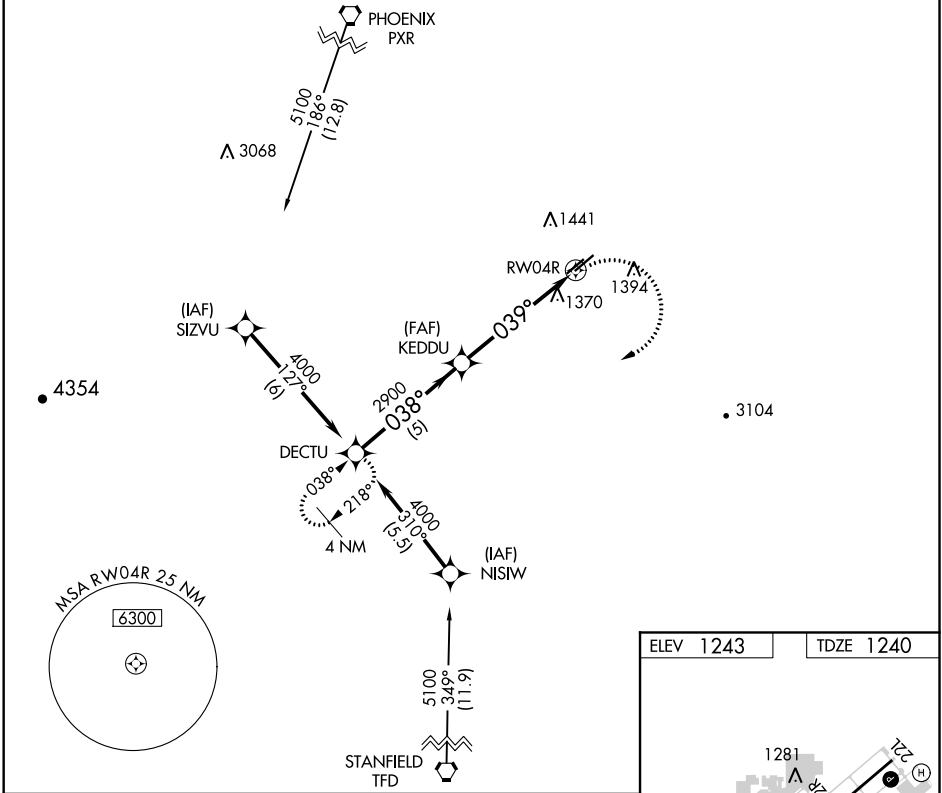 PHOENIX
PXR
5100
186°
(12.8)
3068
1441
RW04R
1394
1370
039°
(IAF)
SIZVU
(FAF)
KEDDU
4000
127°
(6)
2900
038°
(5)
4354
3104
DECTU
038°
218°
4 NM
4000
310°
(5.5)
(IAF)
NISIW
MSA RW04R 25 NM
6300
5100
349°
(11.9)
STANFIELD
TFD
ELEV 1243
TDZE 1240
1281
22L
H
P